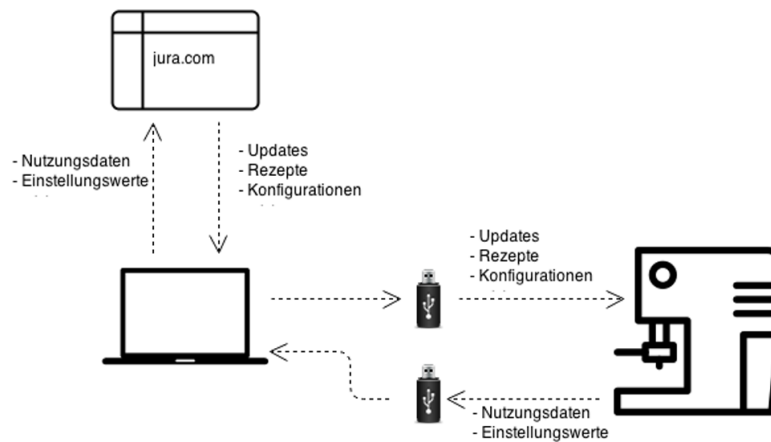 jura.com
- Nutzungsdaten
- Einstellungswerte
- Updates
- Rezepte
- Konfigurationen
- Updates
- Rezepte
- Konfigurationen
- Nutzungsdaten
- Einstellungswerte